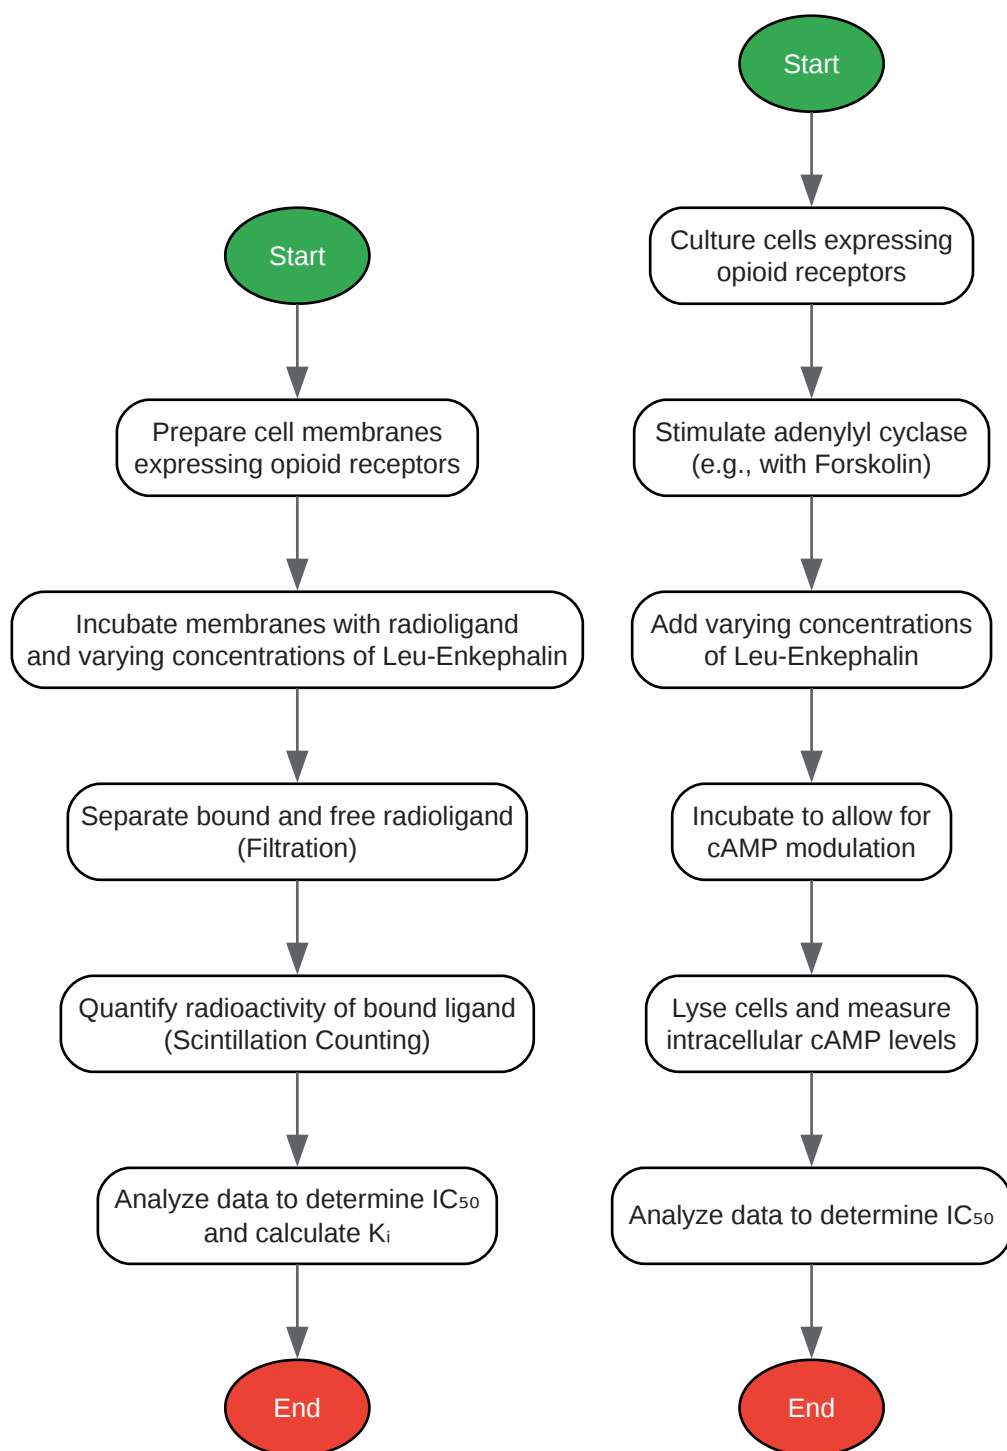 Start
Prepare cell membranes
expressing opioid receptors
Incubate membranes with radioligand
and varying concentrations of Leu-Enkephalin
Separate bound and free radioligand
(Filtration)
Quantify radioactivity of bound ligand
(Scintillation Counting)
Analyze data to determine IC₅₀
and calculate Kᵢ
End
Start
Culture cells expressing
opioid receptors
Stimulate adenylyl cyclase
(e.g., with Forskolin)
Add varying concentrations
of Leu-Enkephalin
Incubate to allow for
cAMP modulation
Lyse cells and measure
intracellular cAMP levels
Analyze data to determine IC₅₀
End